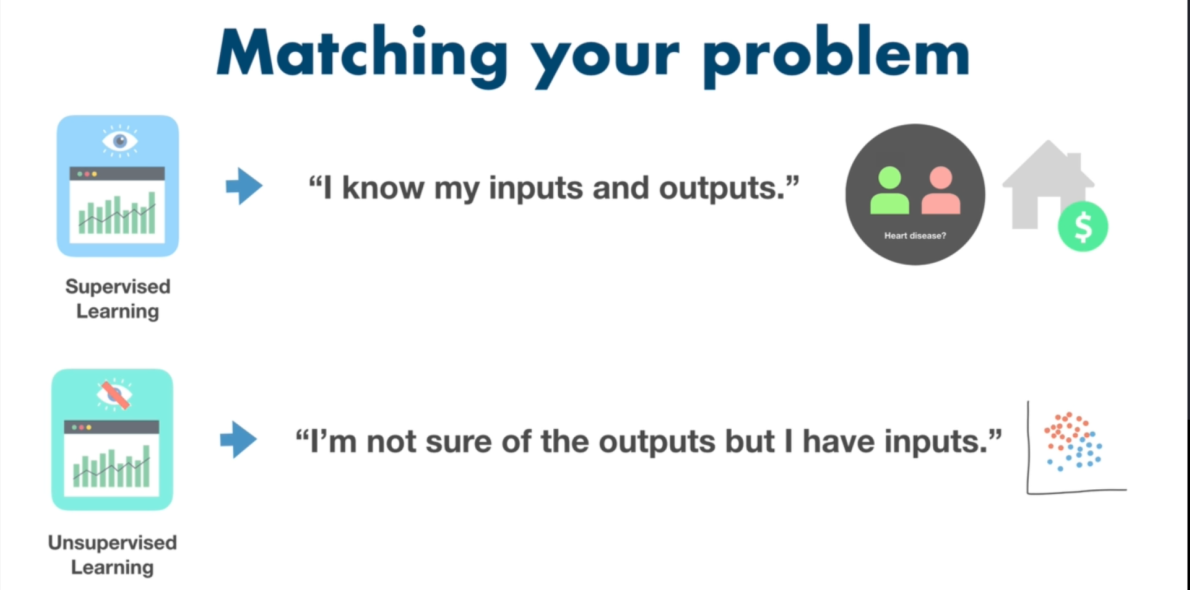 Matching your problem
“I know my inputs and outputs.”
Heart disease?
$
Supervised
Learning
“I’m not sure of the outputs but I have inputs.”
Unsupervised
Learning